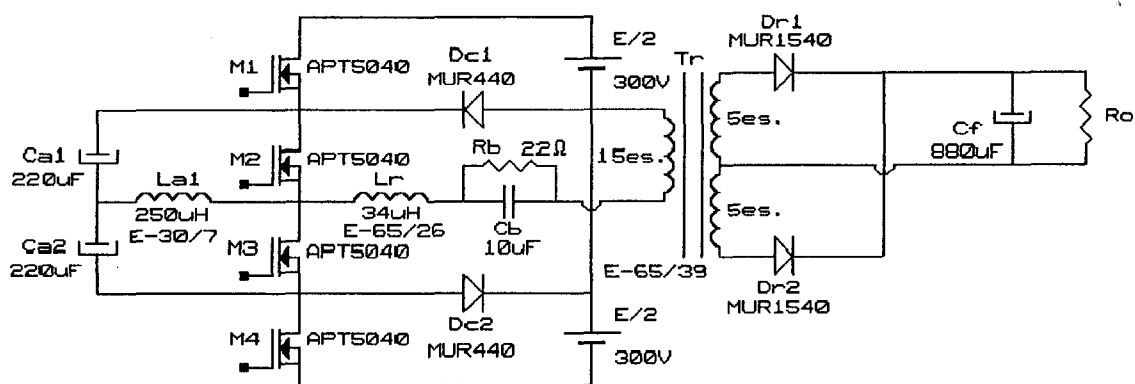 Dr1
MUR1540
E/2
Tr
M1
APT5040
Dc1
MUR440
300V
5es.
Ro
Cf
880uF
Ca1
220uF
M2
APT5040
Rb
22Ω
15es.
La1
250uH
E-30/7
Lr
34uH
E-65/26
Cb
10uF
5es.
Ca2
220uF
M3
APT5040
E-65/39
Dr2
MUR1540
Dc2
MUR440
E/2
M4
APT5040
300V